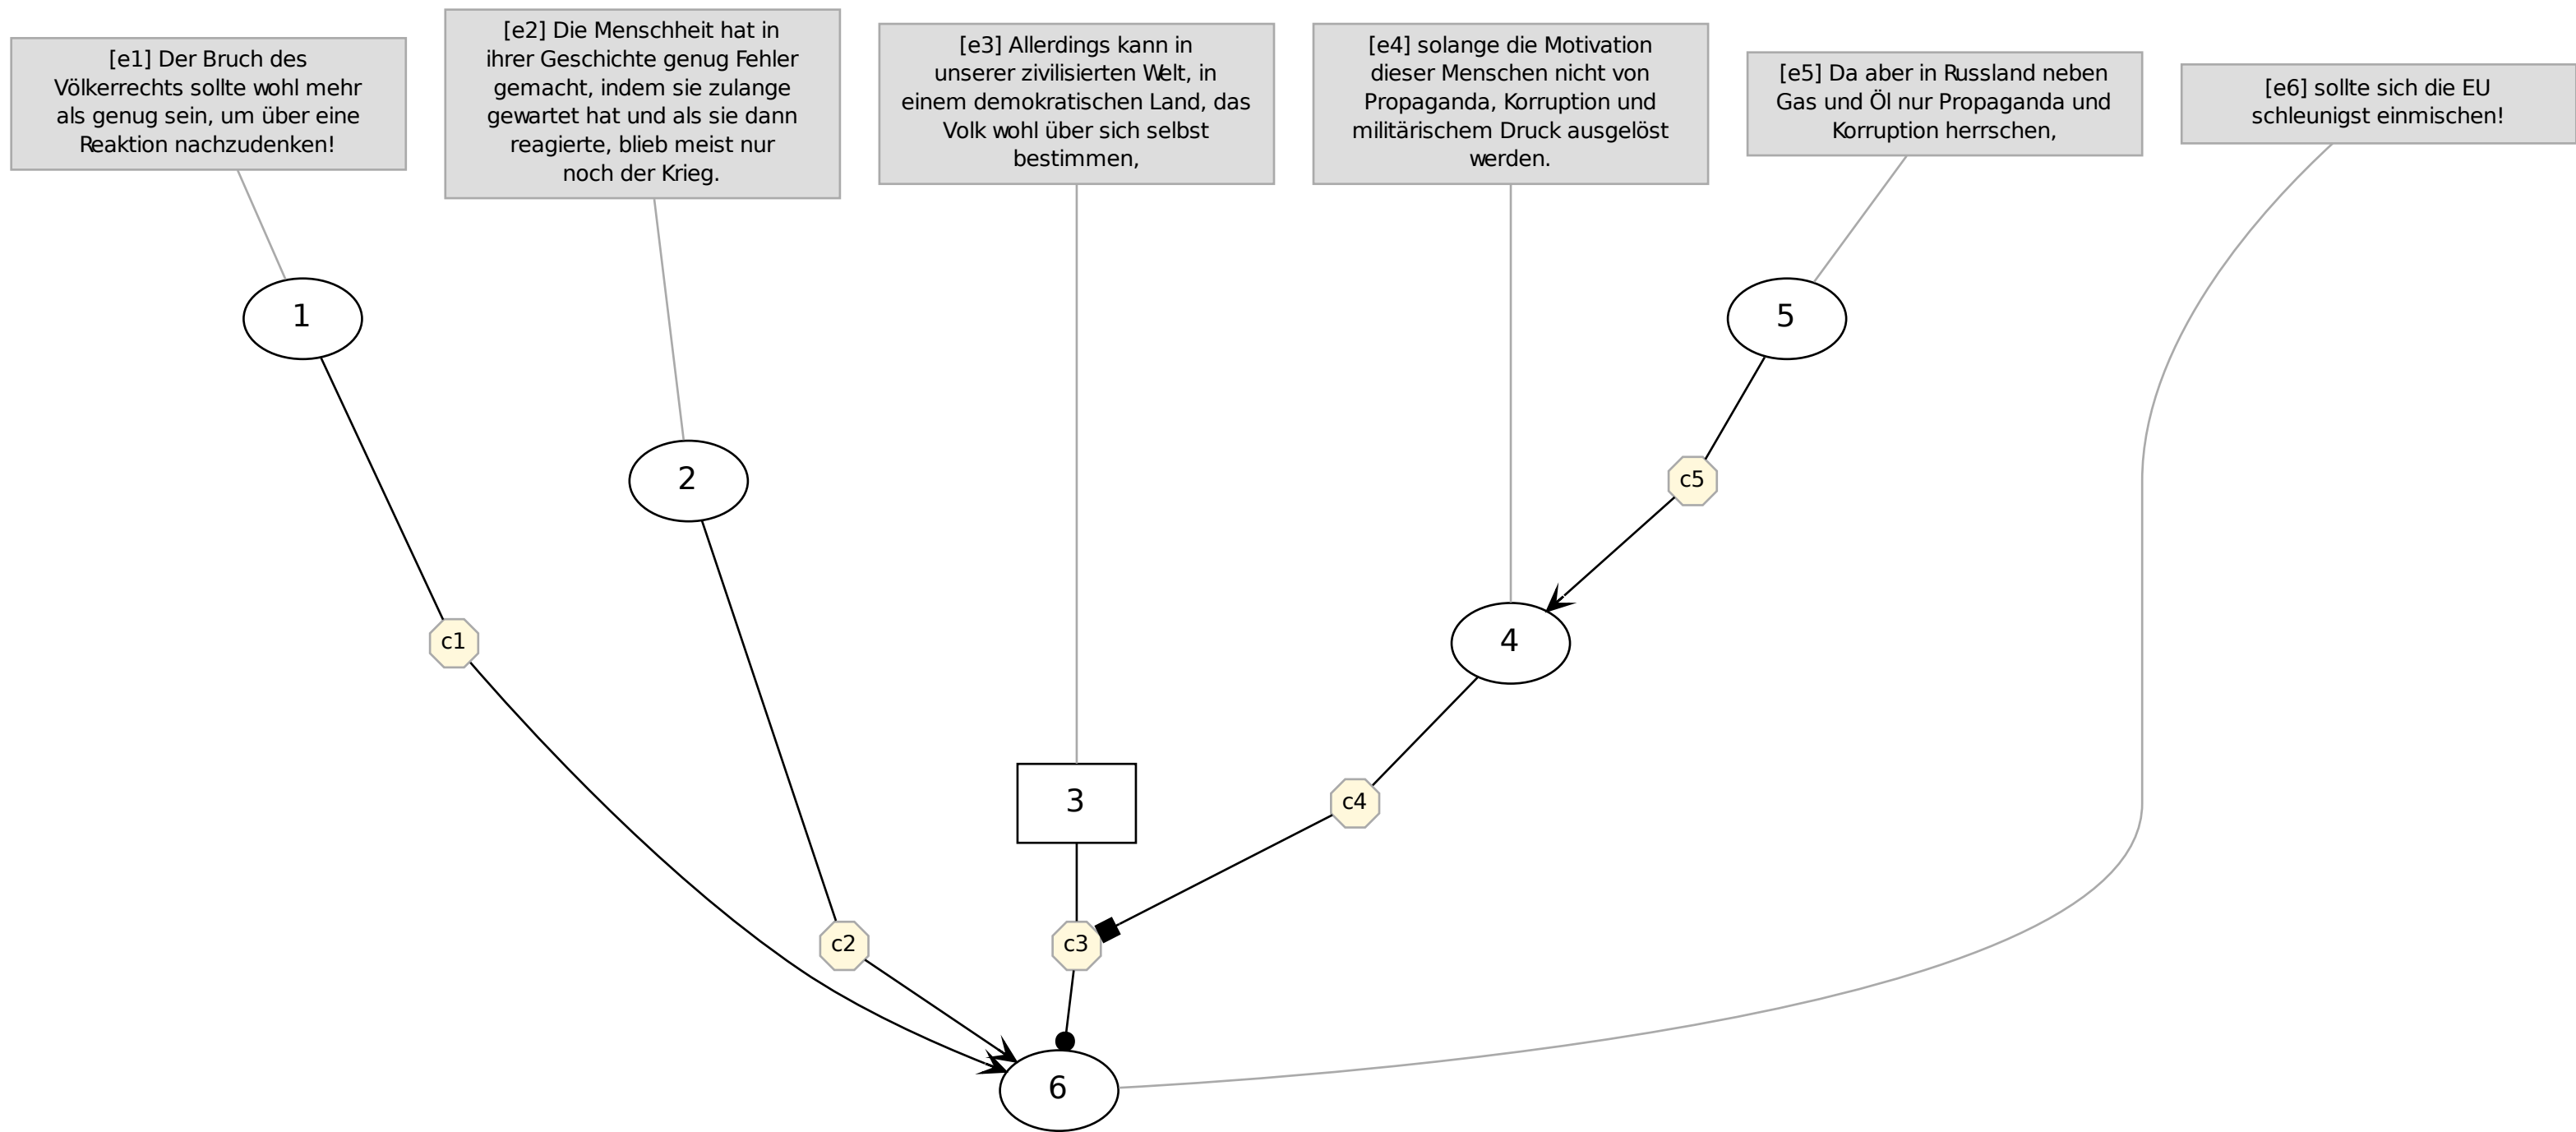 [e1] Der Bruch des
Völkerrechts sollte wohl mehr
als genug sein, um über eine
Reaktion nachzudenken!
[e2] Die Menschheit hat in
ihrer Geschichte genug Fehler
gemacht, indem sie zulange
gewartet hat und als sie dann
reagierte, blieb meist nur
noch der Krieg.
[e3] Allerdings kann in
unserer zivilisierten Welt, in
einem demokratischen Land, das
Volk wohl über sich selbst
bestimmen,
[e4] solange die Motivation
dieser Menschen nicht von
Propaganda, Korruption und
militärischem Druck ausgelöst
werden.
[e5] Da aber in Russland neben
Gas und Öl nur Propaganda und
Korruption herrschen,
[e6] sollte sich die EU
schleunigst einmischen!
1
5
2
c5
c1
4
3
c4
c2
c3
6